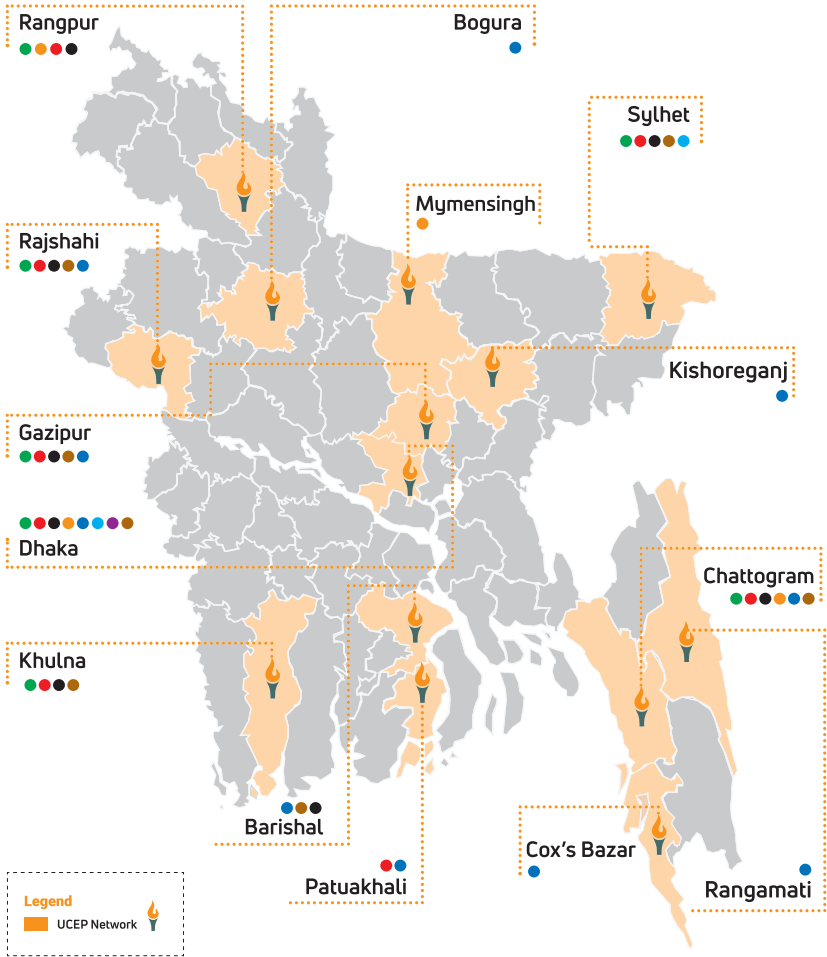 Rangpur
Bogura
Sylhet
Mymensingh
Rajshahi
Kishoreganj
Gazipur
Dhaka
Chattogram
Khulna
Barishal
Cox's Bazar
Patuakhali
Rangamati
Legend
UCEP Network